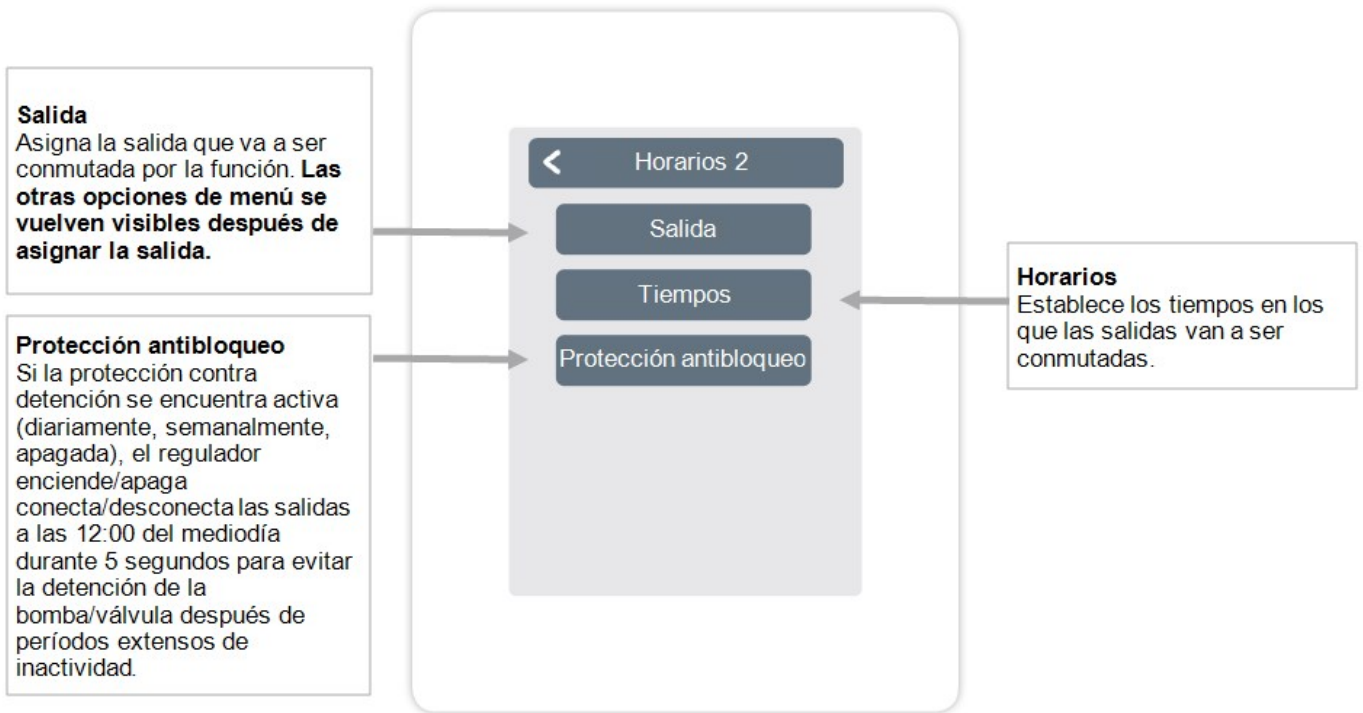 Salida
Asigna la salida que va a ser
conmutada por la función. Las
otras opciones de menú se
vuelven visibles después de
asignar la salida.
Protección antibloqueo
Si la protección contra
detención se encuentra activa
(diariamente, semanalmente,
apagada), el regulador
enciende/apaga
conecta/desconecta las salidas
a las 12:00 del mediodía
durante 5 segundos para evitar
la detención de la
bomba/válvula después de
períodos extensos de
inactividad.
Horarios 2
Salida
Tiempos
Protección antibloqueo
Horarios
Establece los tiempos en los
que las salidas van a ser
conmutadas.